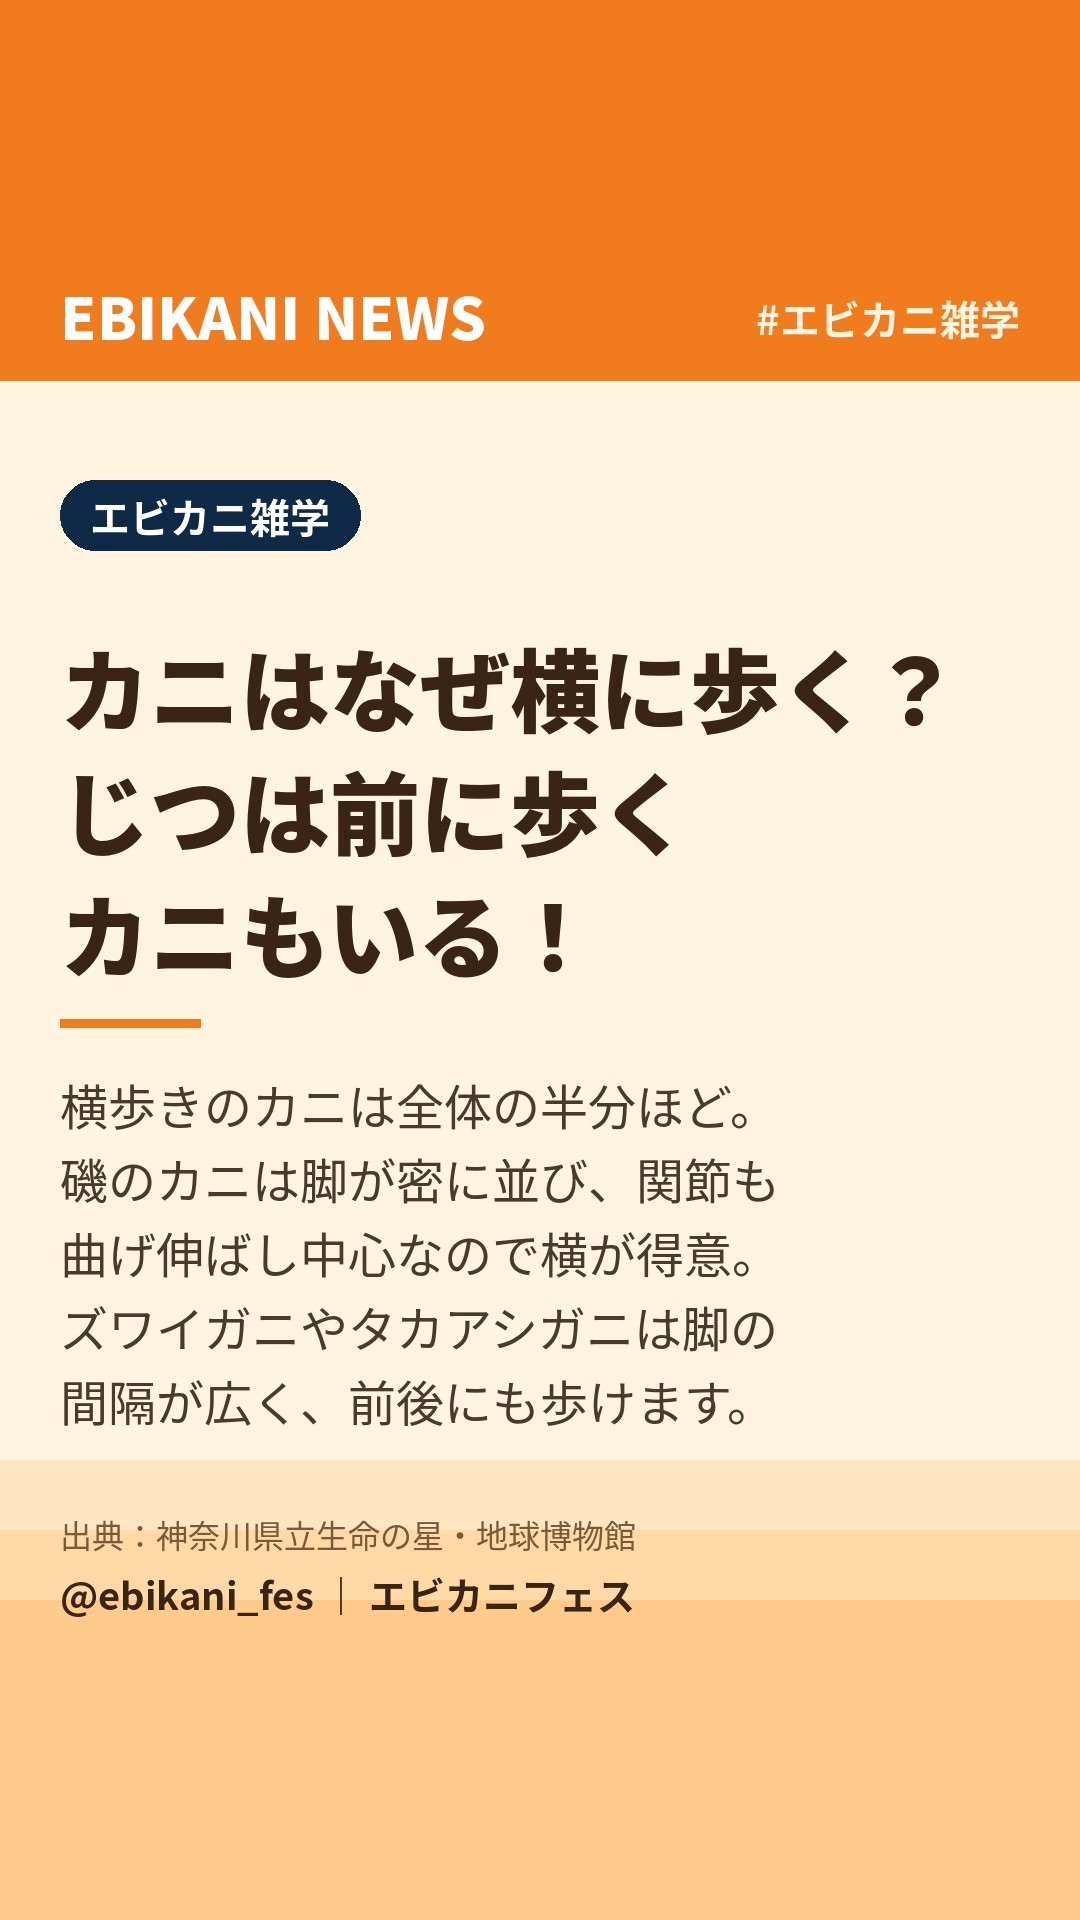 EBIKANI NEWS
#エビカニ雑学
エビカニ雑学
カニはなぜ横に歩く？
じつは前に歩く
カニもいる！
横歩きのカニは全体の半分ほど。
磯のカニは脚が密に並び、関節も
曲げ伸ばし中心なので横が得意。
ズワイガニやタカアシガニは脚の
間隔が広く、前後にも歩けます。
出典：神奈川県立生命の星・地球博物館
@ebikani_fes ｜ エビカニフェス